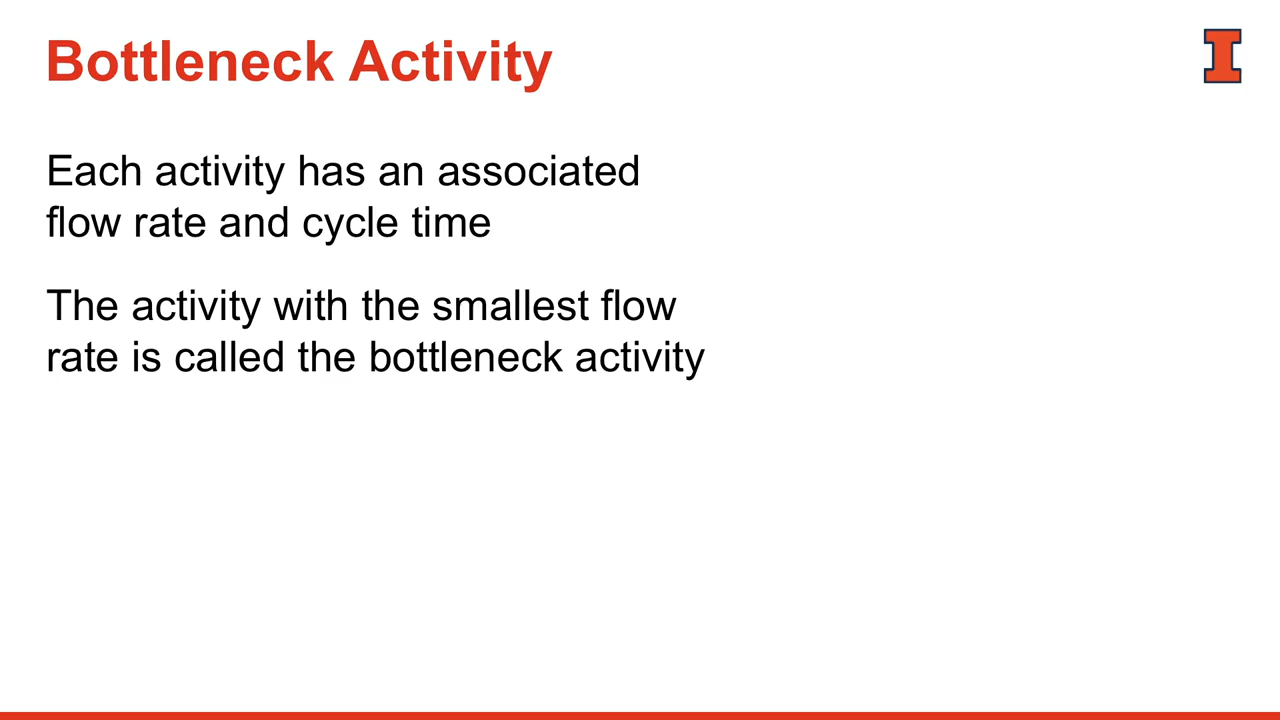 Bottleneck Activity
Each activity has an associated
flow rate and cycle time
The activity with the smallest flow
rate is called the bottleneck activity